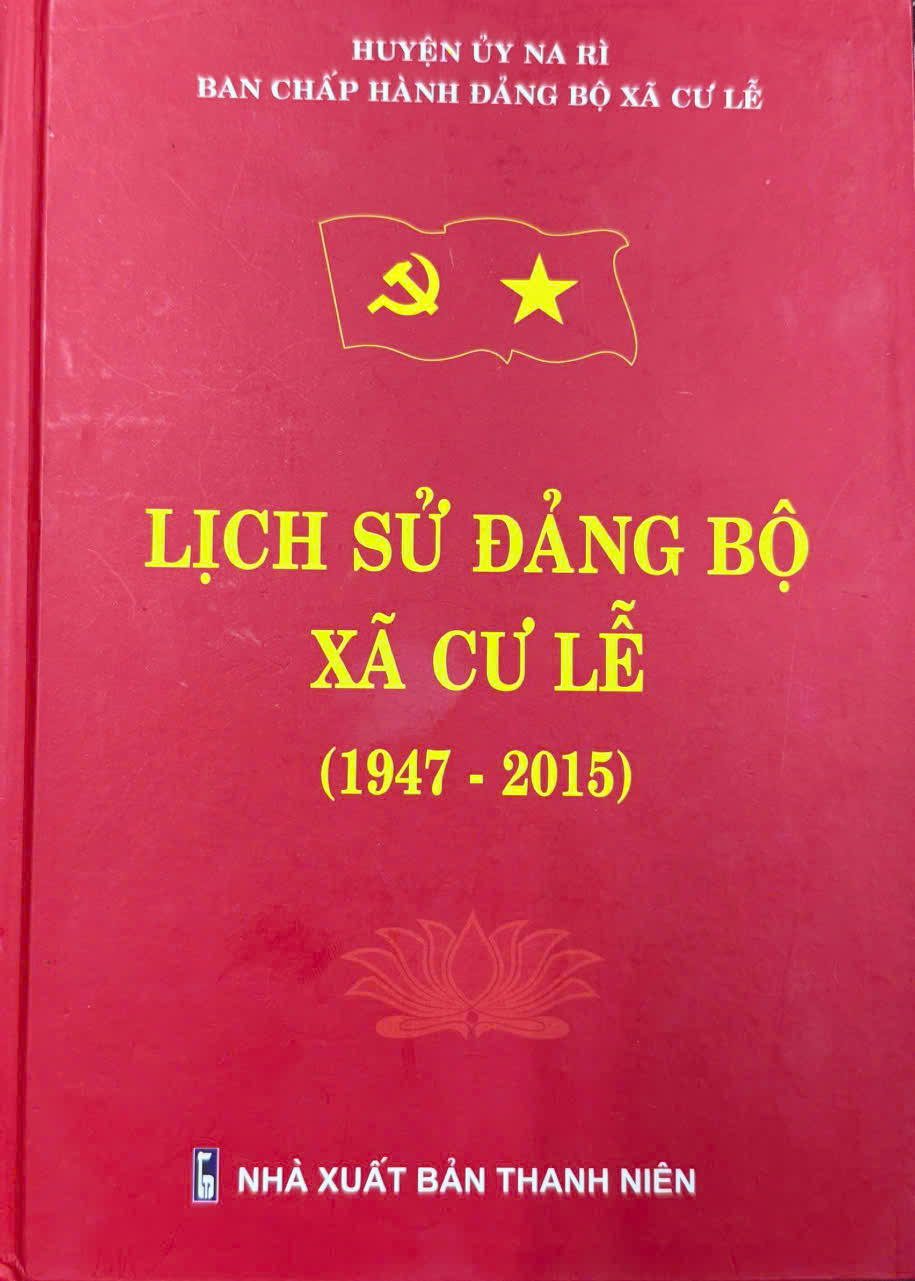 HUYỆN ỦY NA RÌ
BAN CHẤP HÀNH ĐẢNG BỘ XÃ CƯ LỄ
LỊCH SỬ ĐẢNG BỘ
XÃ CƯ LỄ
(1947 - 2015)
NHÀ XUẤT BẢN THANH NIÊN